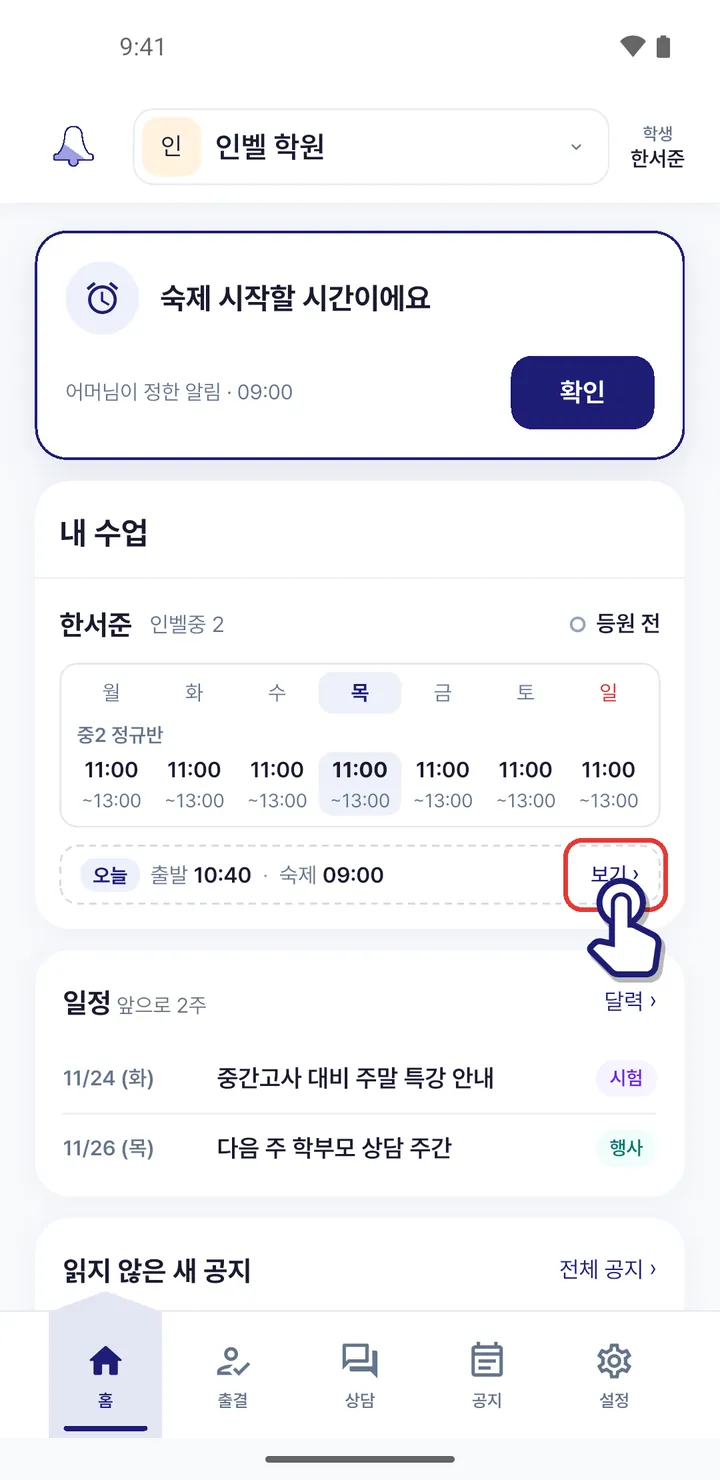 9:41
인 인벨 학원
학생
한서준
숙제 시작할 시간이에요
어머님이 정한 알림 · 09:00
확인
내 수업
한서준 인벨중 2
등원 전
월 화 수 목 금 토 일
중2 정규반
11:00 11:00 11:00 11:00 11:00 11:00 11:00
~13:00 ~13:00 ~13:00 ~13:00 ~13:00 ~13:00 ~13:00
오늘 출발 10:40 · 숙제 09:00
보기 ›
일정 앞으로 2주
달력 ›
11/24 (화) 중간고사 대비 주말 특강 안내 시험
11/26 (목) 다음 주 학부모 상담 주간 행사
읽지 않은 새 공지
전체 공지 ›
홈 출결 상담 공지 설정